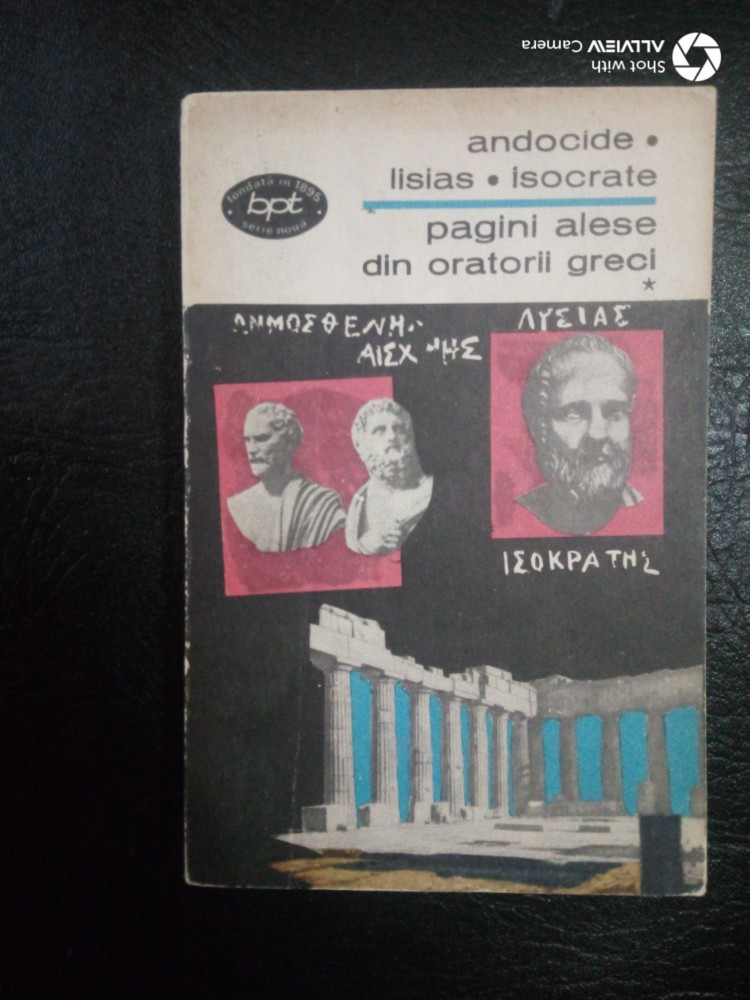 andocide •
lisias • isocrate
pagini alese
din oratorii greci
*
fondată în 1895
bpt
serie nouă
ΛΥΣΙΑΣ
ΙΣΟΚΡΑΤΗΣ
Shot with
ALLVIEW Camera